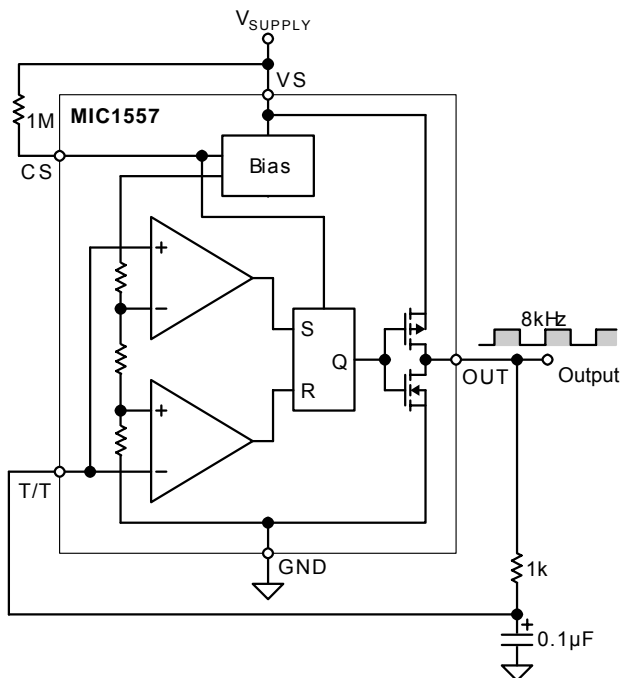 VSUPPLY
VS
1M
MIC1557
CS
Bias
+
−
S
8kHz
Q
R
OUT
Output
+
−
T/T
GND
1k
+
0.1µF